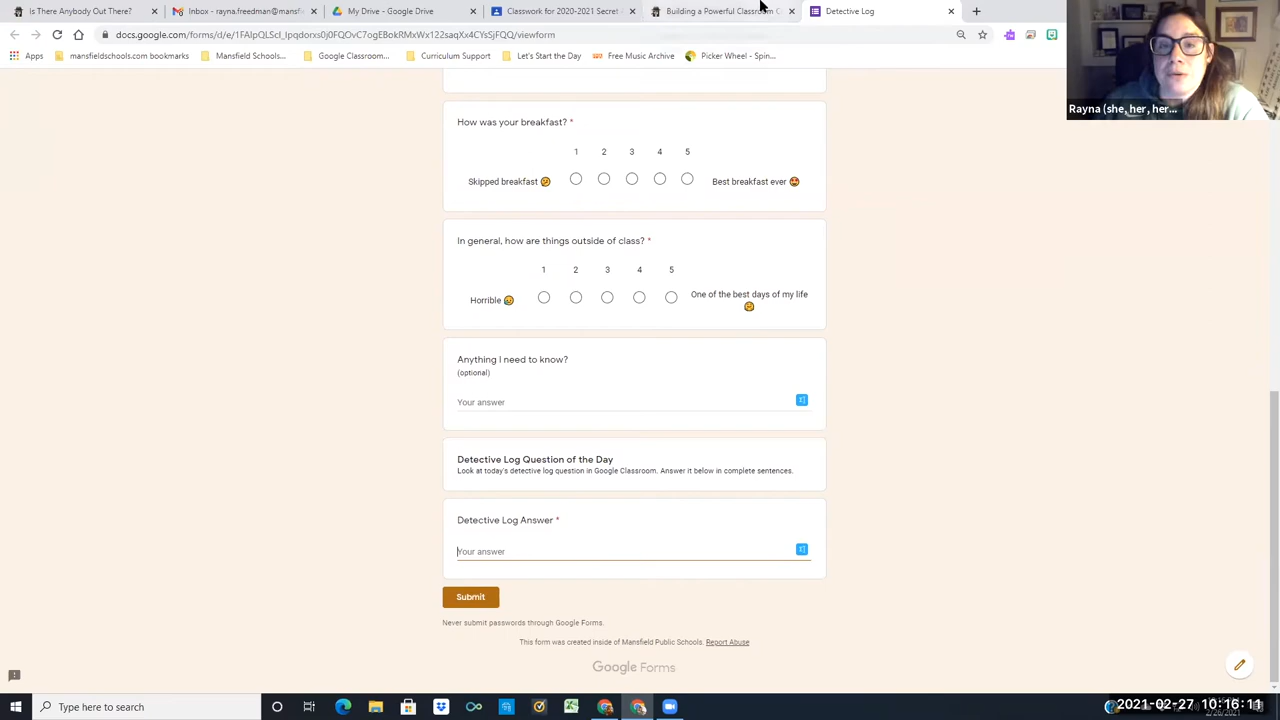 Is There Anybody Out There?
Inbox - rayna.freedman@mansf
My Drive - Google Drive
Classwork for 2020-2021 Secret A
Building a Powerful Classroom C
Detective Log
Apps
mansfieldschools.com bookmarks
Mansfield Schools...
Google Classroom...
Curriculum Support
Let's Start the Day
Free Music Archive
Picker Wheel - Spin...
Rayna (she, her, her...
How was your breakfast? *
1 2 3 4 5
Skipped breakfast
Best breakfast ever
In general, how are things outside of class? *
1 2 3 4 5
Horrible
One of the best days of my life
Anything I need to know?
(optional)
Your answer
Detective Log Question of the Day
Look at today's detective log question in Google Classroom. Answer it below in complete sentences.
Detective Log Answer *
Your answer
Submit
Never submit passwords through Google Forms.
This form was created inside of Mansfield Public Schools. Report Abuse
Google Forms
Type here to search
2021-02-27 10:16:11